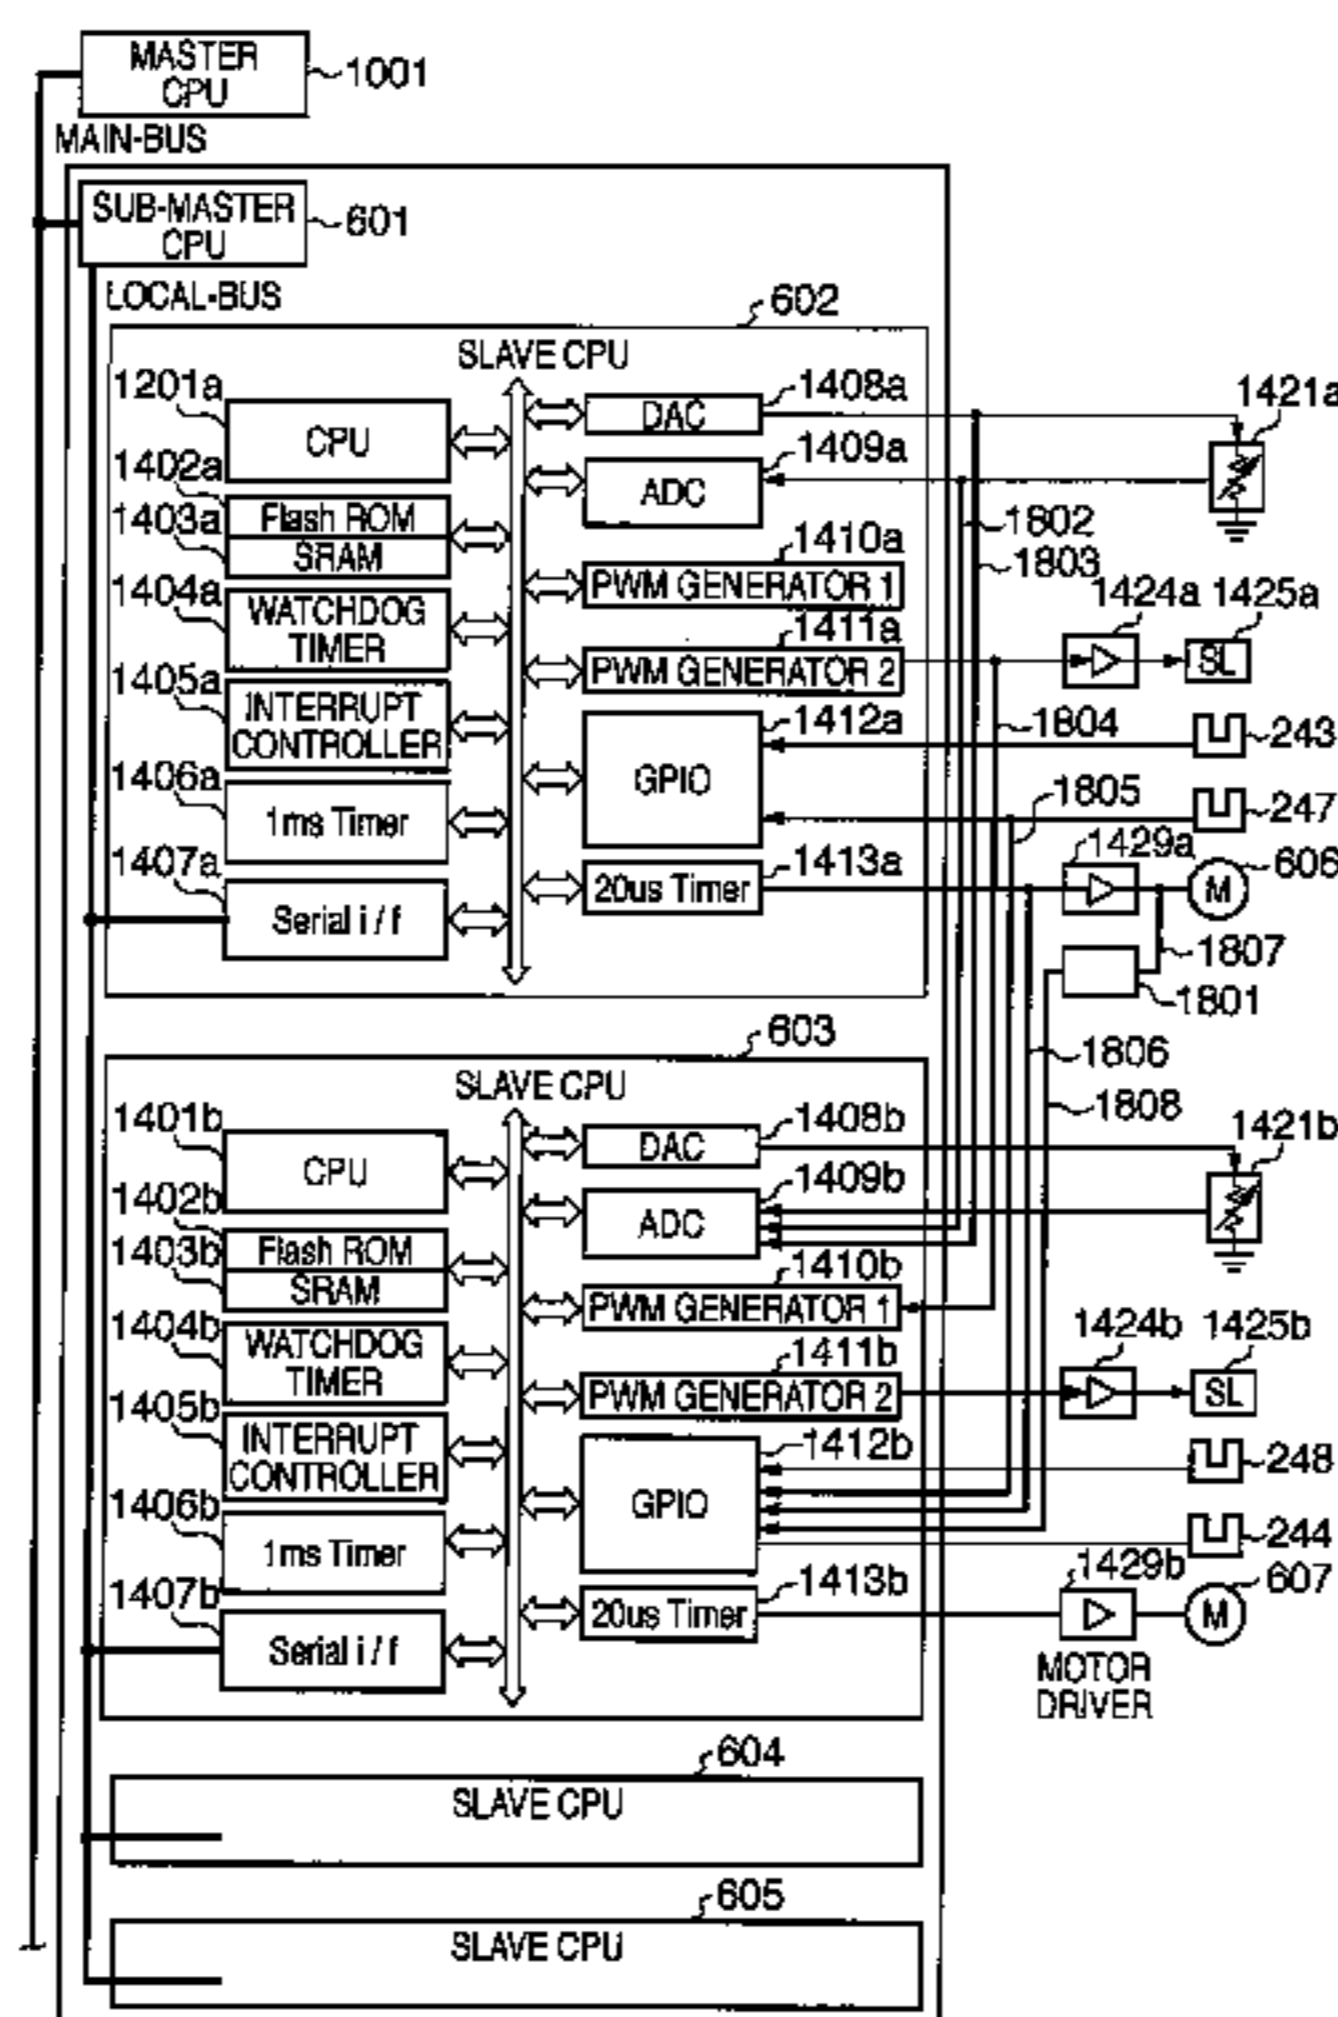 MASTER
CPU
1001
MAIN-BUS
SUB-MASTER
CPU
601
LOCAL-BUS
602
SLAVE CPU
1201a
CPU
1402a
Flash ROM
1403a
SRAM
1404a
WATCHDOG
TIMER
1405a
INTERRUPT
CONTROLLER
1406a
1ms Timer
1407a
Serial i / f
1408a
DAC
1409a
ADC
1410a
PWM GENERATOR 1
1411a
PWM GENERATOR 2
1412a
GPIO
1413a
20us Timer
1421a
1802
1803
1424a
1425a
SL
1804
243
1805
247
1429a
606
M
1807
1801
1806
1808
603
SLAVE CPU
1401b
CPU
1402b
Flash ROM
1403b
SRAM
1404b
WATCHDOG
TIMER
1405b
INTERRUPT
CONTROLLER
1406b
1ms Timer
1407b
Serial i / f
1408b
DAC
1409b
ADC
1410b
PWM GENERATOR 1
1411b
PWM GENERATOR 2
1412b
GPIO
1413b
20us Timer
1421b
1424b
1425b
SL
248
244
1429b
607
M
MOTOR
DRIVER
604
SLAVE CPU
605
SLAVE CPU